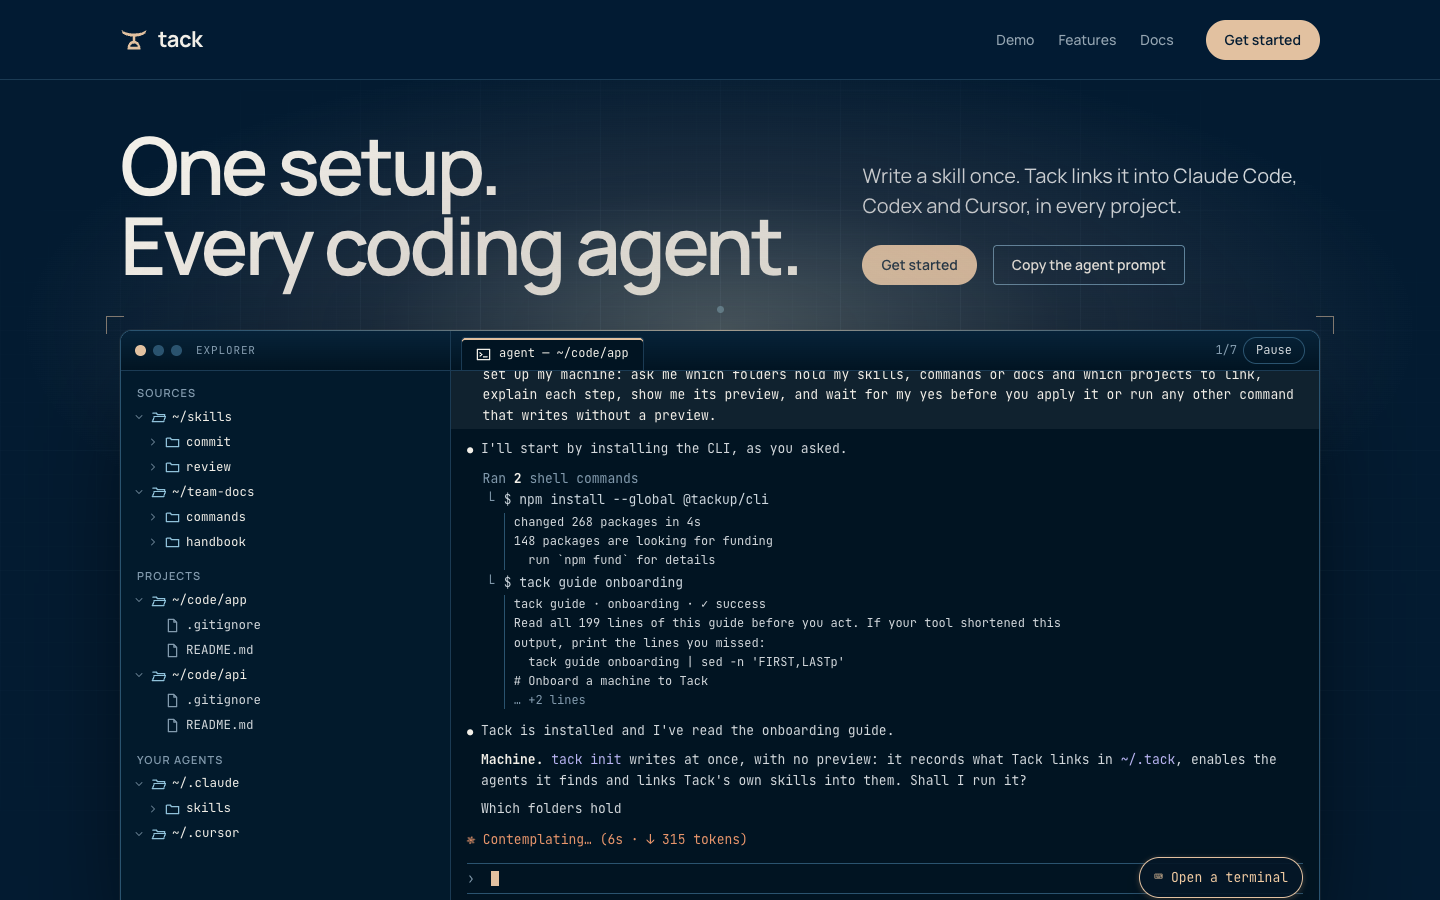 tack
Demo Features Docs Get started
One setup.
Every coding agent.
Write a skill once. Tack links it into Claude Code,
Codex and Cursor, in every project.
Get started Copy the agent prompt
EXPLORER
agent — ~/code/app
1/7 Pause
SOURCES
~/skills
commit
review
~/team-docs
commands
handbook
PROJECTS
~/code/app
.gitignore
README.md
~/code/api
.gitignore
README.md
YOUR AGENTS
~/.claude
skills
~/.cursor
set up my machine: ask me which folders hold my skills, commands or docs and which projects to link,
explain each step, show me its preview, and wait for my yes before you apply it or run any other command
that writes without a preview.
● I'll start by installing the CLI, as you asked.
Ran 2 shell commands
└ $ npm install --global @tackup/cli
changed 268 packages in 4s
148 packages are looking for funding
run `npm fund` for details
└ $ tack guide onboarding
tack guide · onboarding · ✓ success
Read all 199 lines of this guide before you act. If your tool shortened this
output, print the lines you missed:
tack guide onboarding | sed -n 'FIRST,LASTp'
# Onboard a machine to Tack
… +2 lines
● Tack is installed and I've read the onboarding guide.
Machine. tack init writes at once, with no preview: it records what Tack links in ~/.tack, enables the
agents it finds and links Tack's own skills into them. Shall I run it?
Which folders hold
✻ Contemplating… (6s · ↓ 315 tokens)
›
⌨ Open a terminal